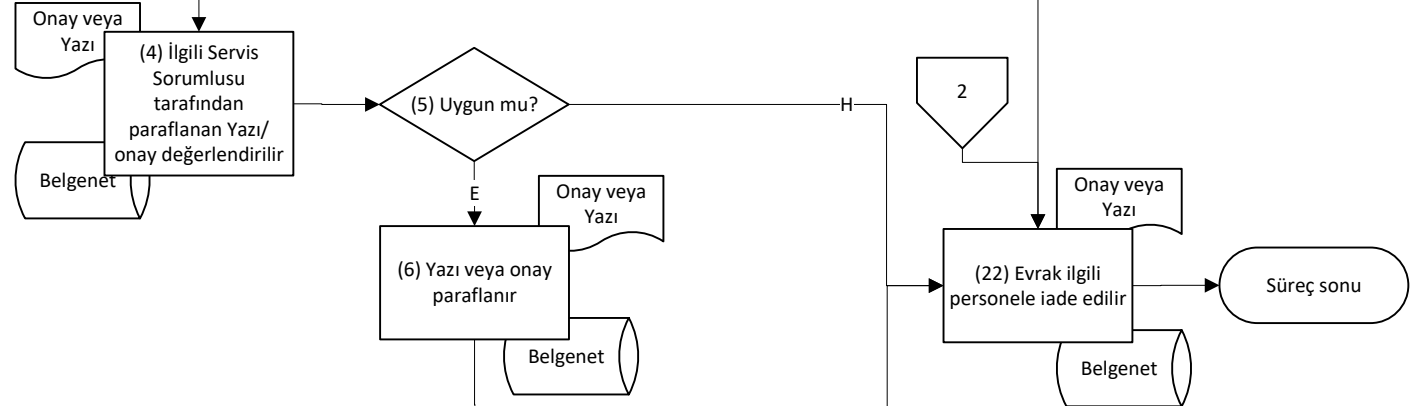 Onay veya
Yazı
(4) İlgili Servis
Sorumlusu
tarafından
paraflanan Yazı/
onay değerlendirilir
Belgenet
(5) Uygun mu?
H
E
2
Onay veya
Yazı
(6) Yazı veya onay
paraflanır
Belgenet
Onay veya
Yazı
(22) Evrak ilgili
personele iade edilir
Belgenet
Süreç sonu